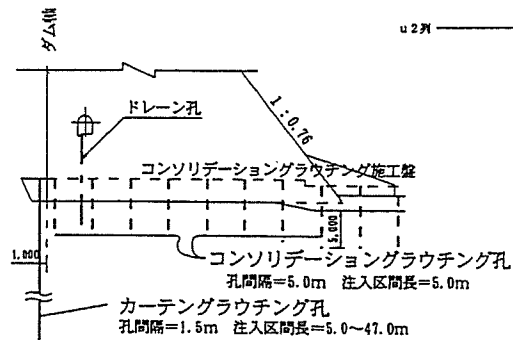 u2列
ダム軸
ドレーン孔
1:0.76
コンソリデーショングラウチング施工盤
5,000
1,000
コンソリデーショングラウチング孔
孔間隔=5.0m 注入区間長=5.0m
カーテングラウチング孔
孔間隔=1.5m 注入区間長=5.0~47.0m